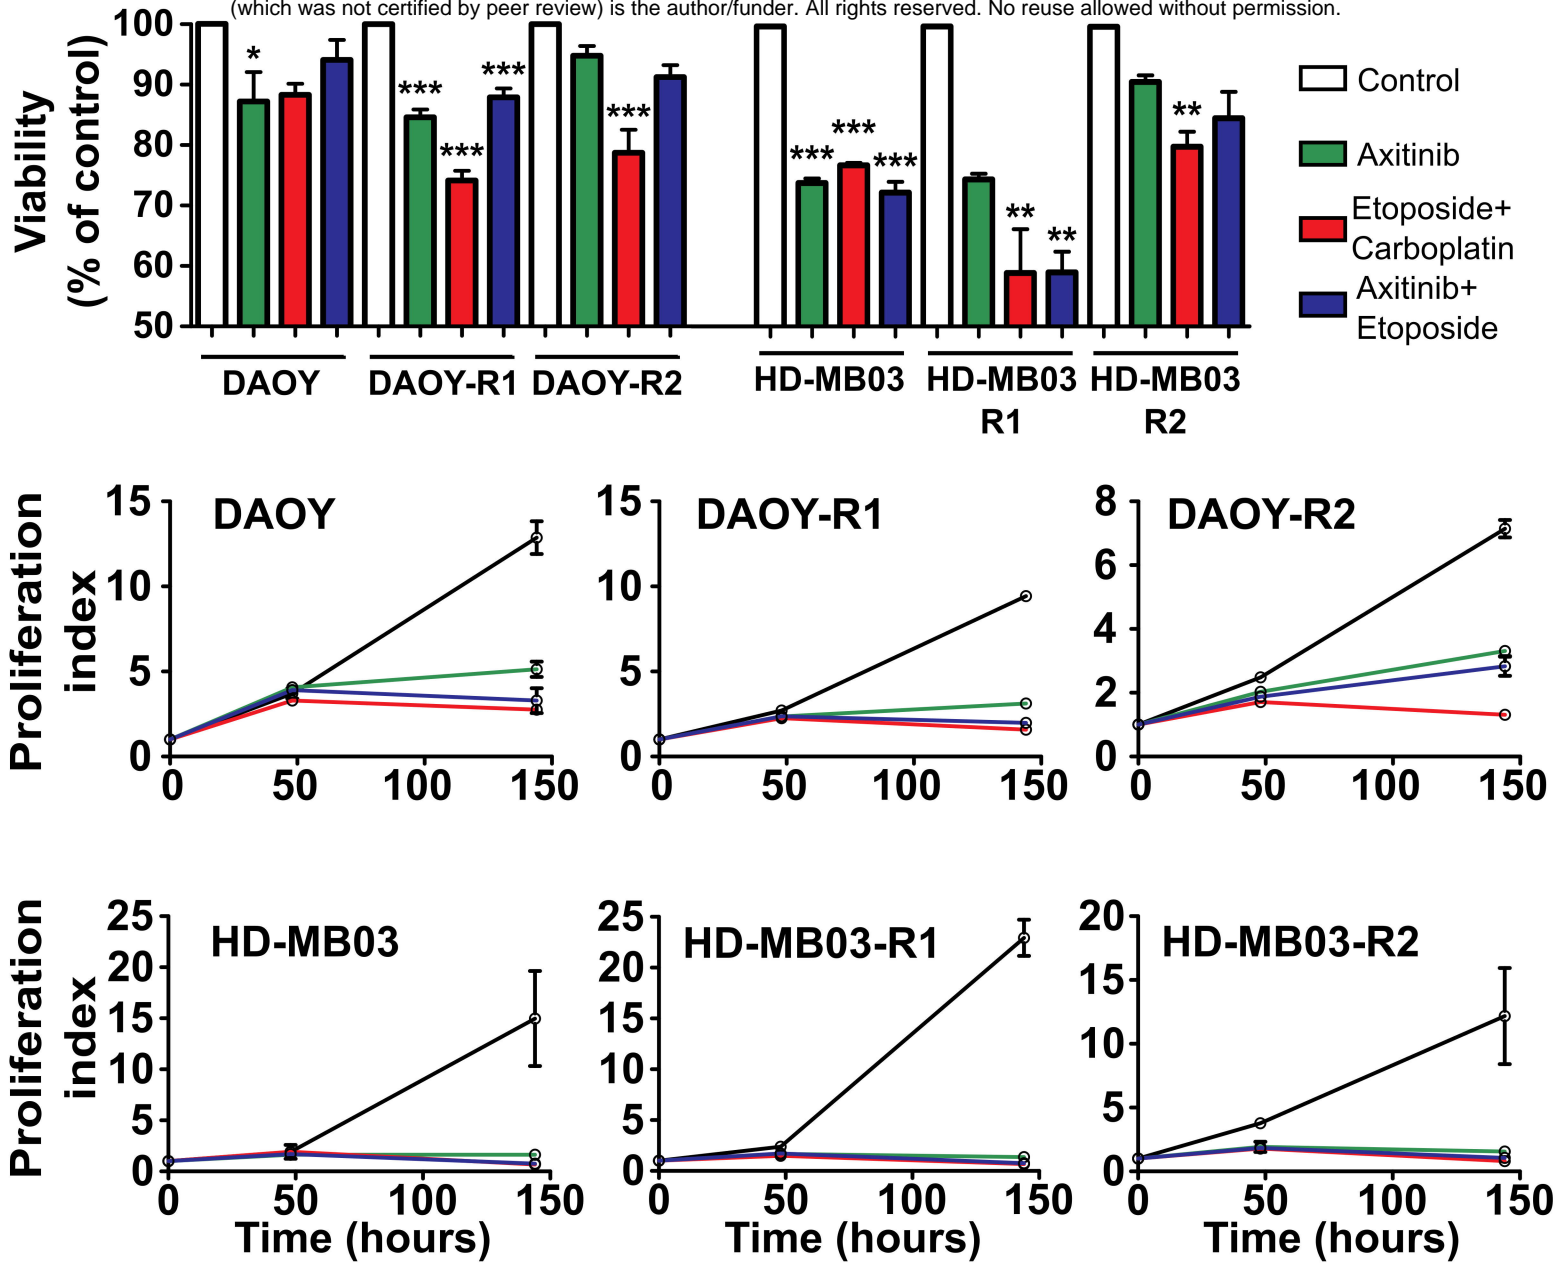 (which was not certified by peer review) is the author/funder. All rights reserved. No reuse allowed without permission.
Viability
(% of control)
100
90
80
70
60
50
*
***
***
***
***
***
***
***
**
**
**
DAOY
DAOY-R1
DAOY-R2
HD-MB03
HD-MB03
R1
HD-MB03
R2
Control
Axitinib
Etoposide+
Carboplatin
Axitinib+
Etoposide
Proliferation
index
DAOY
15
10
5
0
0 50 100 150
DAOY-R1
15
10
5
0
0 50 100 150
DAOY-R2
8
6
4
2
0
0 50 100 150
Proliferation
index
HD-MB03
25
20
15
10
5
0
0 50 100 150
Time (hours)
HD-MB03-R1
25
20
15
10
5
0
0 50 100 150
Time (hours)
HD-MB03-R2
20
15
10
5
0
0 50 100 150
Time (hours)